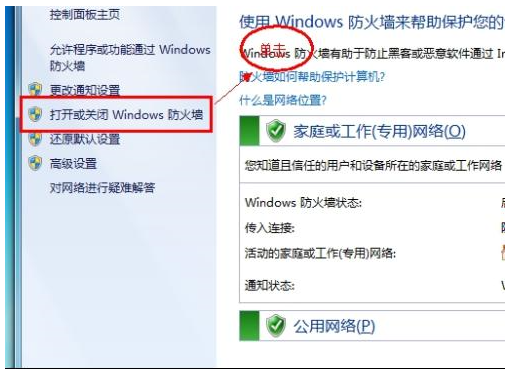 控制面板主页
允许程序或功能通过 Windows
防火墙
更改通知设置
打开或关闭 Windows 防火墙
还原默认设置
高级设置
对网络进行疑难解答
使用 Windows 防火墙来帮助保护您的
单击
Windows 防火墙有助于防止黑客或恶意软件通过 In
防火墙如何帮助保护计算机?
什么是网络位置?
家庭或工作(专用)网络(O)
您知道且信任的用户和设备所在的家庭或工作网络
Windows 防火墙状态:
传入连接:
活动的家庭或工作(专用)网络:
通知状态:
公用网络(P)